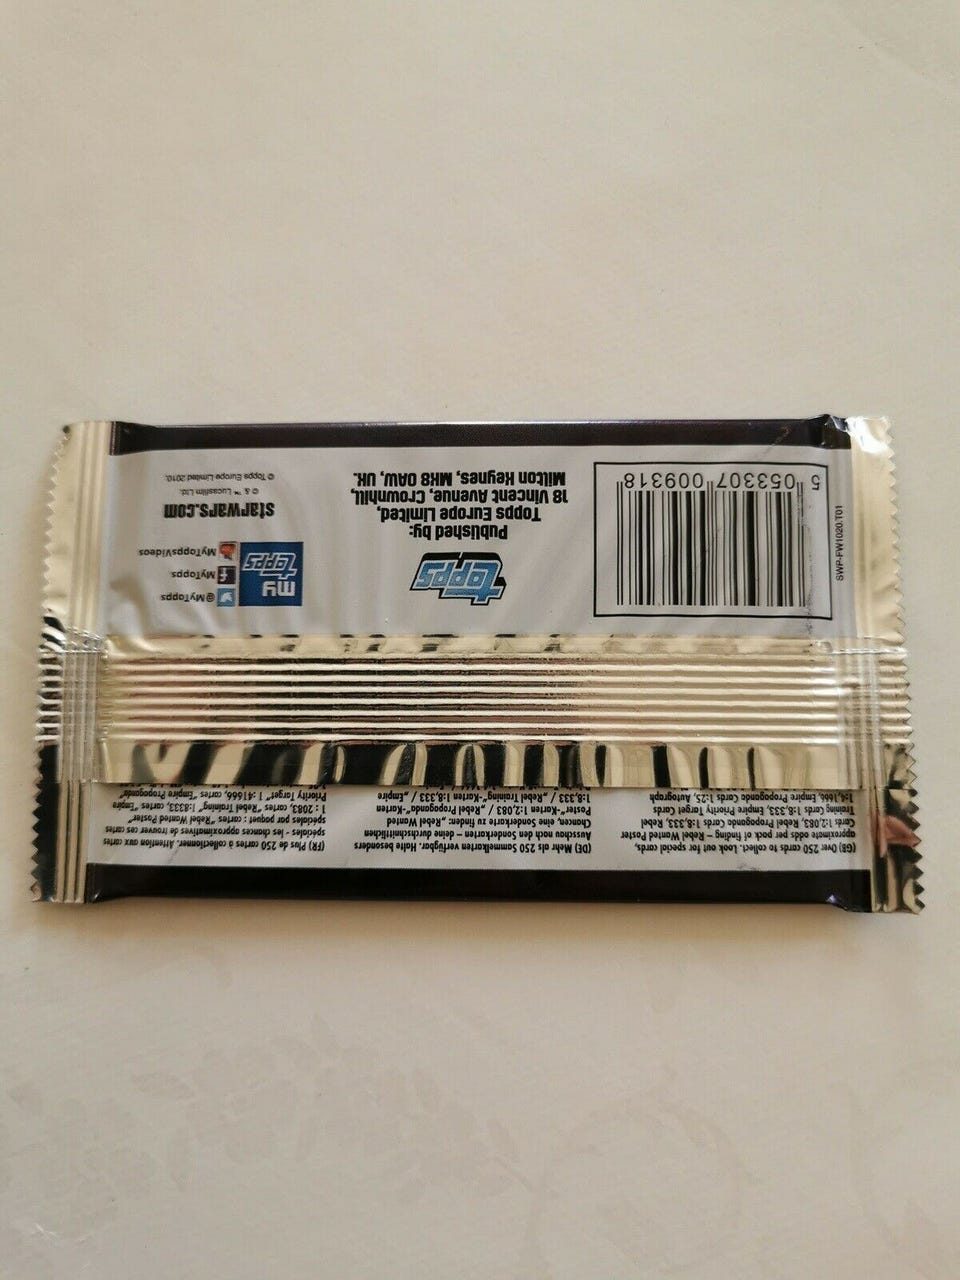 (GB) Over 250 cards to collect. Look out for special cards,
approximate odds per pack of finding – Rebel Wanted Poster
Cards 1:2,083, Rebel Propaganda Cards 1:8,333, Rebel
Training Cards 1:8,333, Empire Priority Target Card
Empire Propaganda Cards 1:25, Autograph
(DE) Mehr als 250 Sammelkarten verfügbar. Halte besonders
Ausschau nach den Sonderkarten – deine durchschnittlichen
Chancen, eine Sonderkarte zu finden: „Rebel Wanted
Poster“-Karten 1:2,083 / „Rebel Propaganda“-Karten
1:8,333 / „Rebel Training“-Karten 1:8,333 / „Empire
(FR) Plus de 250 cartes à collectionner. Attention aux cartes
spéciales - les chances approximatives de trouver ces cartes
spéciales par paquet : cartes "Rebel Wanted Poster"
1 : 2083, cartes "Rebel Training" 1:8333, cartes "Empire
Priority Target" 1 :41666, cartes "Empire Propaganda"
SWP-FW1020.T01
5 053307 009318
topps
Published by:
Topps Europe Limited,
18 Vincent Avenue, Crownhill,
Milton Keynes, MK8 0AW, UK.
MY
topps
@MyTopps
MyTopps
MyToppsVideos
starwars.com
© & ™ Lucasfilm Ltd.
© Topps Europe Limited 2010.